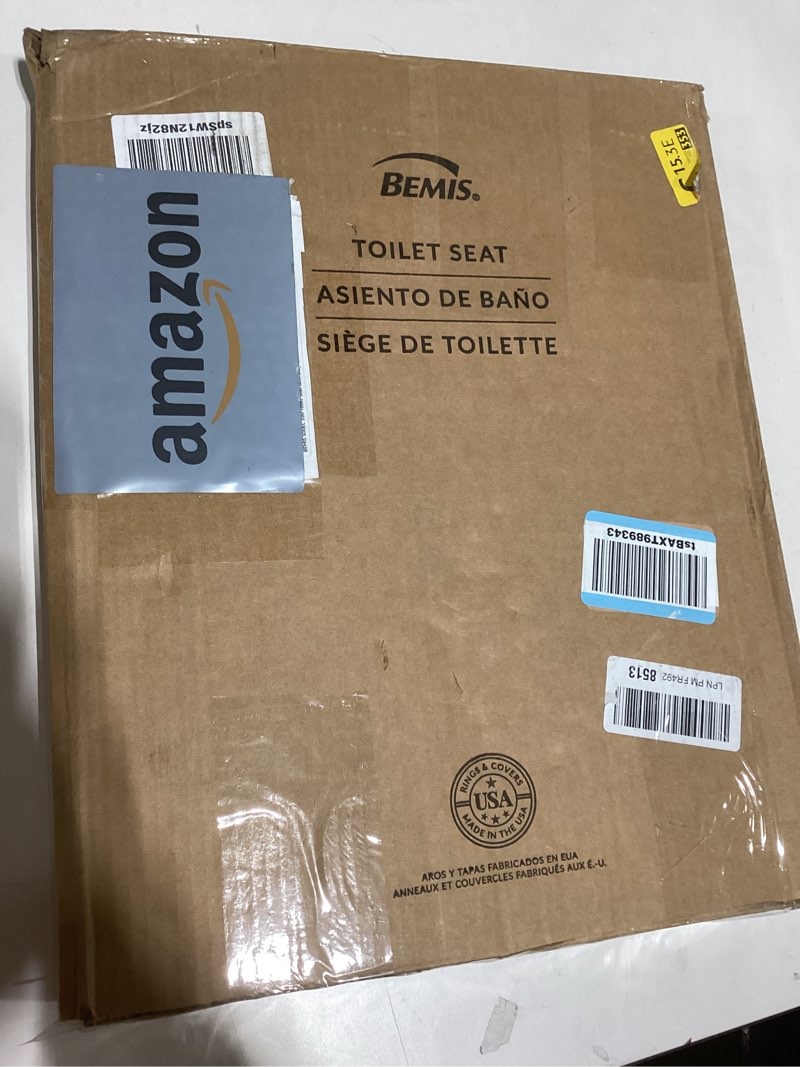 spSW12N82jz
amazon
BEMIS®
TOILET SEAT
ASIENTO DE BAÑO
SIÈGE DE TOILETTE
15.3E
tsBAXT989343
LPN PM FR492 8513
RINGS & COVERS
USA
MADE IN THE USA
AROS Y TAPAS FABRICADOS EN EUA
ANNEAUX ET COUVERCLES FABRIQUÉS AUX É.-U.